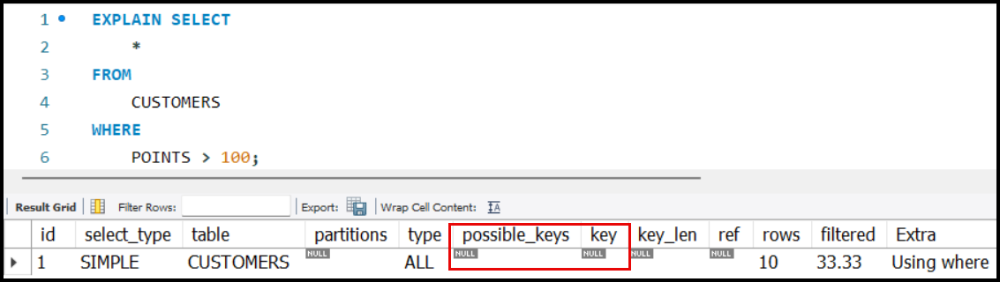 1 EXPLAIN SELECT
2 *
3 FROM
4 CUSTOMERS
5 WHERE
6 POINTS > 100;
Result Grid Filter Rows: Export: Wrap Cell Content: IA
id select_type table partitions type possible_keys key key_len ref rows filtered Extra
1 SIMPLE CUSTOMERS NULL ALL NULL NULL NULL NULL 10 33.33 Using where